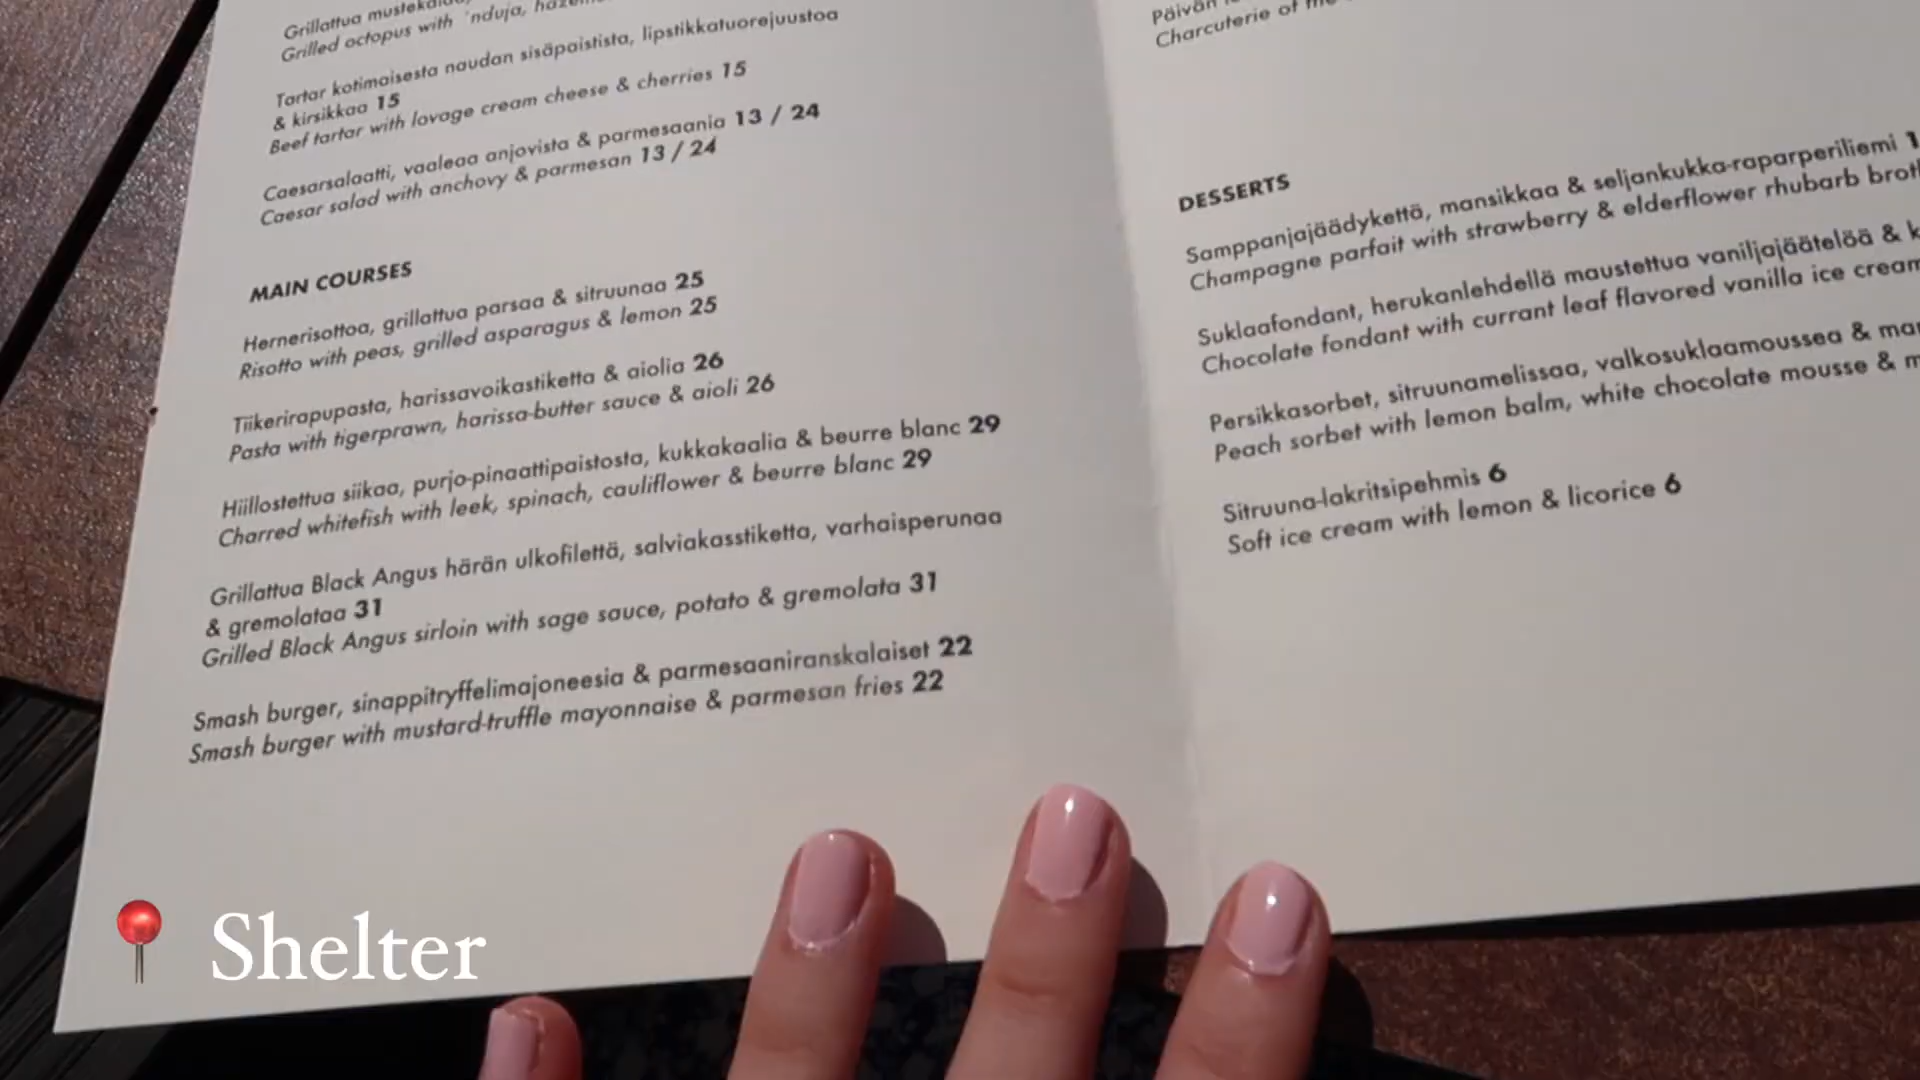 Grillattua
Grilled octopus with 'nduja,
Tartar kotimaisesta naudan sisäpaistista, lipstikkatuorejuustoa
& kirsikkaa 15
Beef tartar with lovage cream cheese & cherries 15
Caesarsalaatti, vaaleaa anjovista & parmesaania 13 / 24
Caesar salad with anchovy & parmesan 13 / 24
MAIN COURSES
Hernerisottoa, grillattua parsaa & sitruunaa 25
Risotto with peas, grilled asparagus & lemon 25
Tiikerirapupasta, harissavoikastiketta & aiolia 26
Pasta with tigerprawn, harissa-butter sauce & aioli 26
Hiillostettua siikaa, purjo-pinaattipaistosta, kukkakaalia & beurre blanc 29
Charred whitefish with leek, spinach, cauliflower & beurre blanc 29
Grillattua Black Angus härän ulkofilettä, salviakasstiketta, varhaisperunaa
& gremolataa 31
Grilled Black Angus sirloin with sage sauce, potato & gremolata 31
Smash burger, sinappitryffelimajoneesia & parmesaaniranskalaiset 22
Smash burger with mustard-truffle mayonnaise & parmesan fries 22
Päivän
Charcuterie of the
DESSERTS
Samppanjajäädykettä, mansikkaa & seljankukka-raparperiliemi
Champagne parfait with strawberry & elderflower rhubarb
Suklaafondant, herukanlehdellä maustettua vaniljajäätelöä &
Chocolate fondant with currant leaf flavored vanilla ice cream
Persikkasorbet, sitruunamelissaa, valkosuklaamoussea &
Peach sorbet with lemon balm, white chocolate mousse &
Sitruuna-lakritsipehmis 6
Soft ice cream with lemon & licorice 6
Shelter